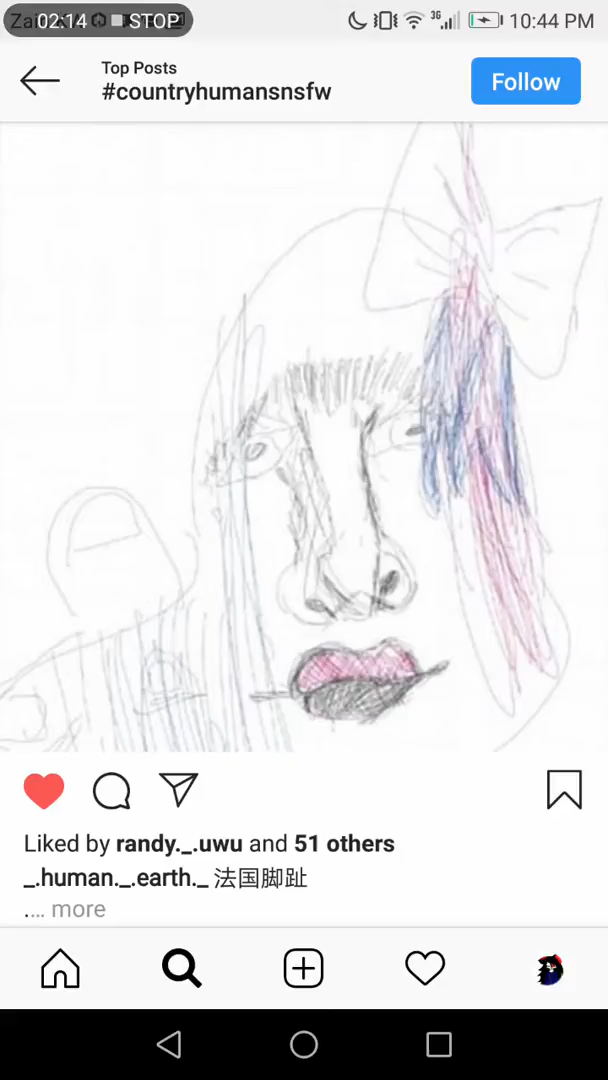 02:14 STOP
3G
10:44 PM
Top Posts
#countryhumansnsfw
Follow
Liked by randy._.uwu and 51 others
_.human._.earth._ 法国脚趾
.… more